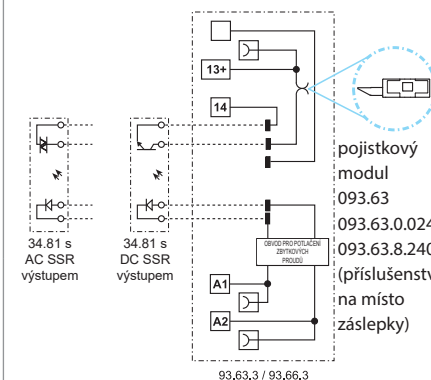 13+
14
pojistkový
modul
093.63
093.63.0.024
093.63.8.240
(příslušenství
na místo
záslepky)
34.81 s
AC SSR
výstupem
34.81 s
DC SSR
výstupem
OBVOD PRO POTLAČENÍ
ZBYTKOVÝCH
PROUDŮ
A1
A2
93.63.3 / 93.66.3